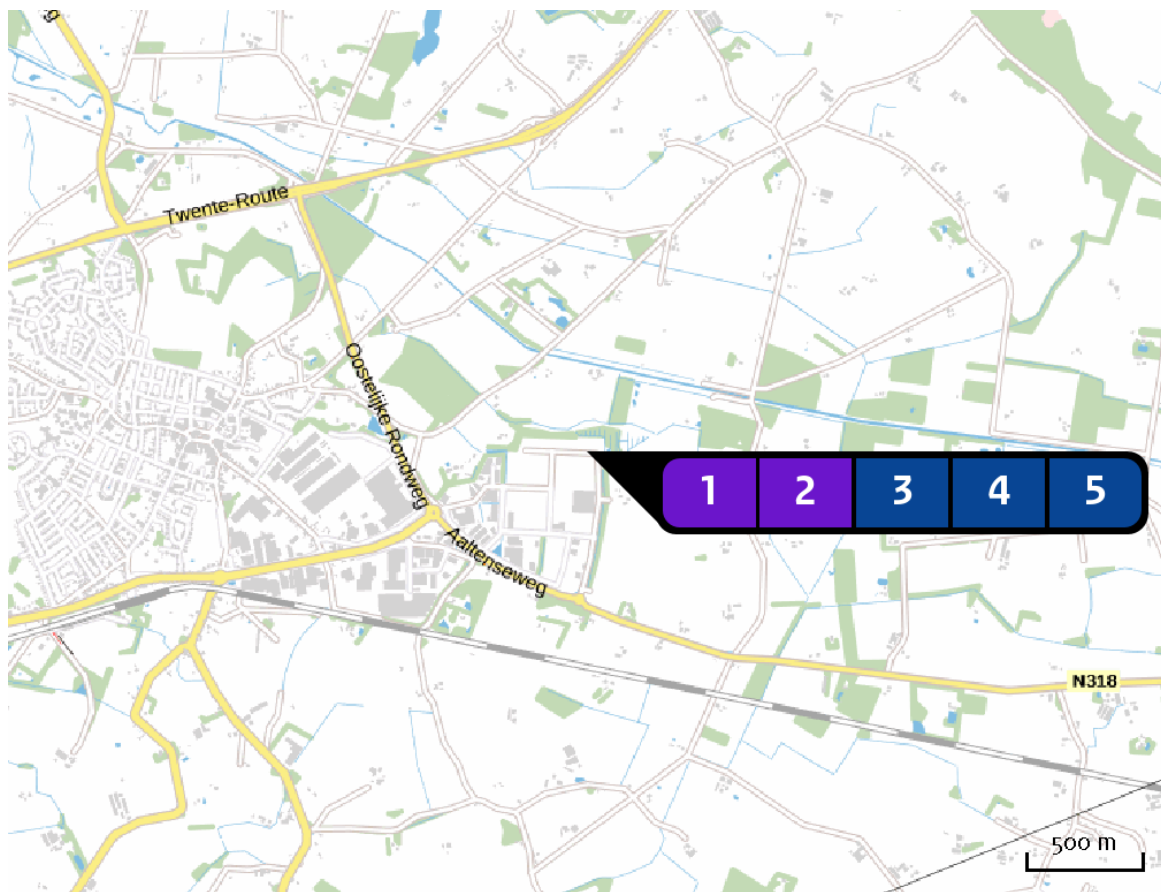 g
Twente-Route
Oostelijke Rondweg
1 2 3 4 5
Aaltenseweg
N318
500 m